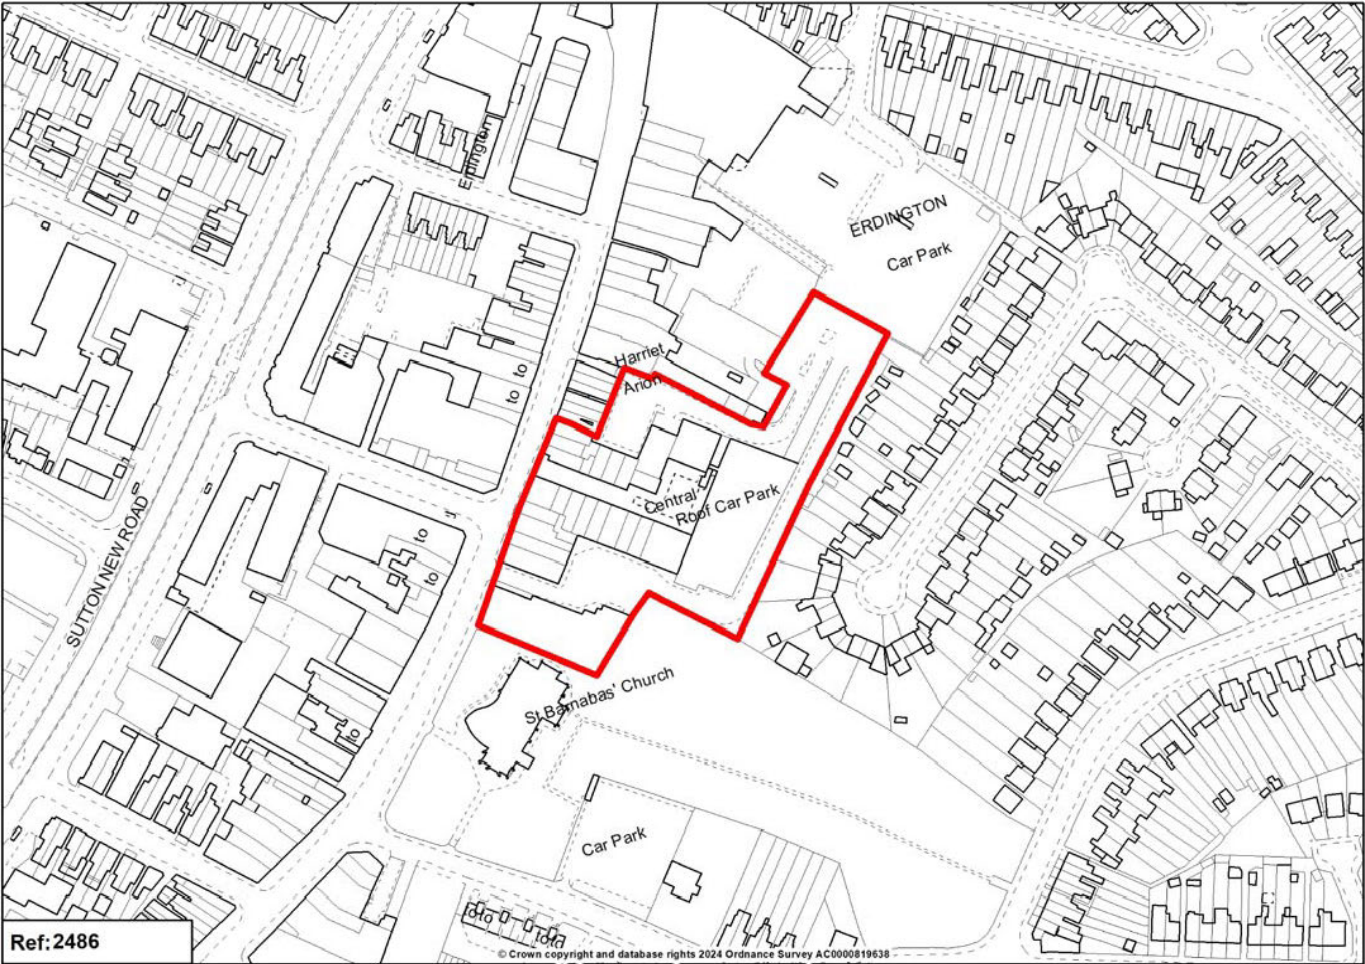 Erdington
ERDINGTON
Car Park
Harriet
Arion
to
to
Central
Roof Car Park
to
to
SUTTON NEW ROAD
St Barnabas' Church
to
Car Park
Ref:2486
© Crown copyright and database rights 2024 Ordnance Survey AC0000819638